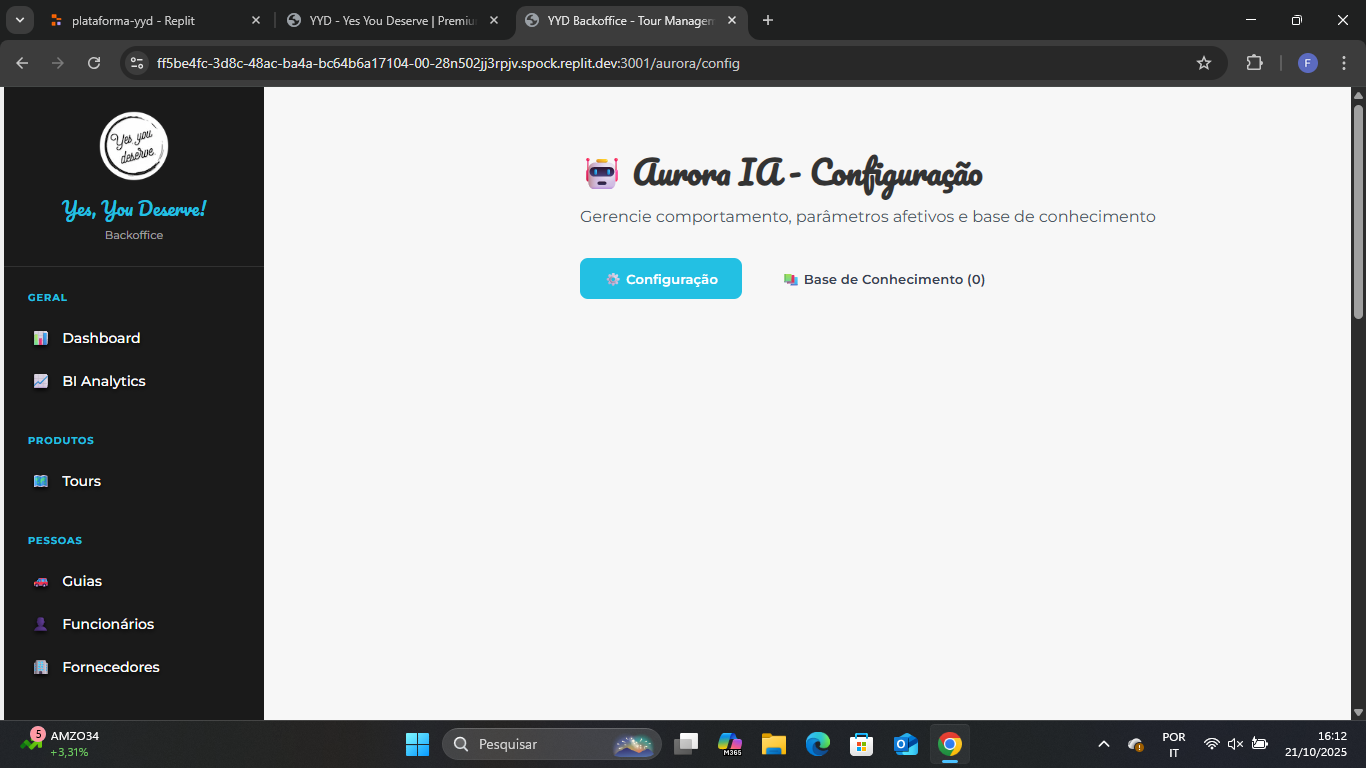 plataforma-yyd - Replit
YYD - Yes You Deserve | Premiu
YYD Backoffice - Tour Managem
ff5be4fc-3d8c-48ac-ba4a-bc64b6a17104-00-28n502jj3rpjv.spock.replit.dev:3001/aurora/config
F
Yes you
deserve
Yes, You Deserve!
Backoffice
GERAL
Dashboard
BI Analytics
PRODUTOS
Tours
PESSOAS
Guias
Funcionários
Fornecedores
Aurora IA - Configuração
Gerencie comportamento, parâmetros afetivos e base de conhecimento
Configuração
Base de Conhecimento (0)
5
AMZO34
+3,31%
Pesquisar
M365
POR
IT
16:12
21/10/2025